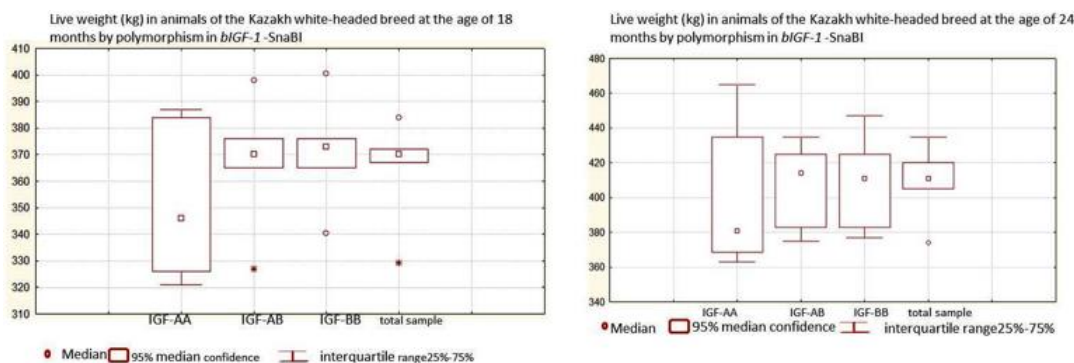 Live weight (kg) in animals of the Kazakh white-headed breed at the age of 18
months by polymorphism in bIGF-1 -SnaBI
410
400
390
380
370
360
350
340
330
320
310
IGF-AA IGF-AB IGF-BB total sample
Median 95% median confidence interquartile range25%-75%
Live weight (kg) in animals of the Kazakh white-headed breed at the age of 24
months by polymorphism in bIGF-1 -SnaBI
480
460
440
420
400
380
360
340
IGF-AA IGF-AB IGF-BB total sample
Median 95% median confidence interquartile range25%-75%